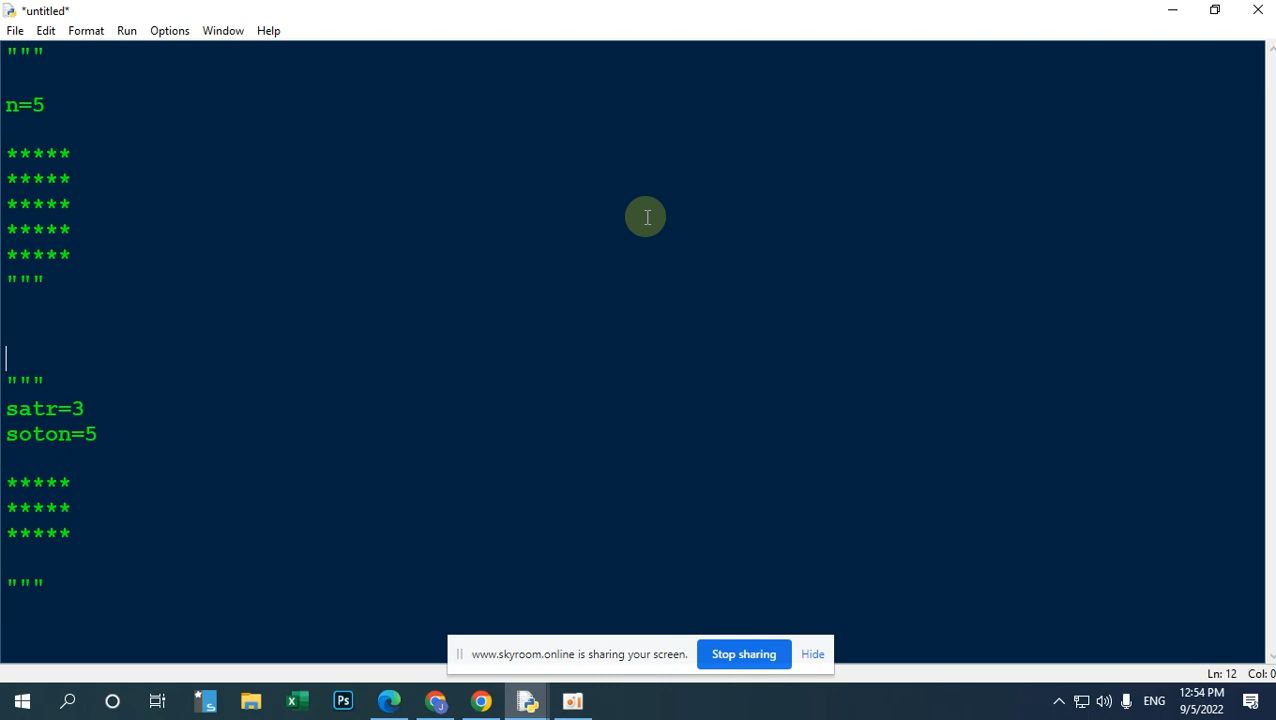 *untitled*
File Edit Format Run Options Window Help
"""
n=5
*****
*****
*****
*****
*****
"""
"""
satr=3
soton=5
*****
*****
*****
"""
www.skyroom.online is sharing your screen. Stop sharing Hide
Ln: 12 Col: 0
ENG
12:54 PM
9/5/2022